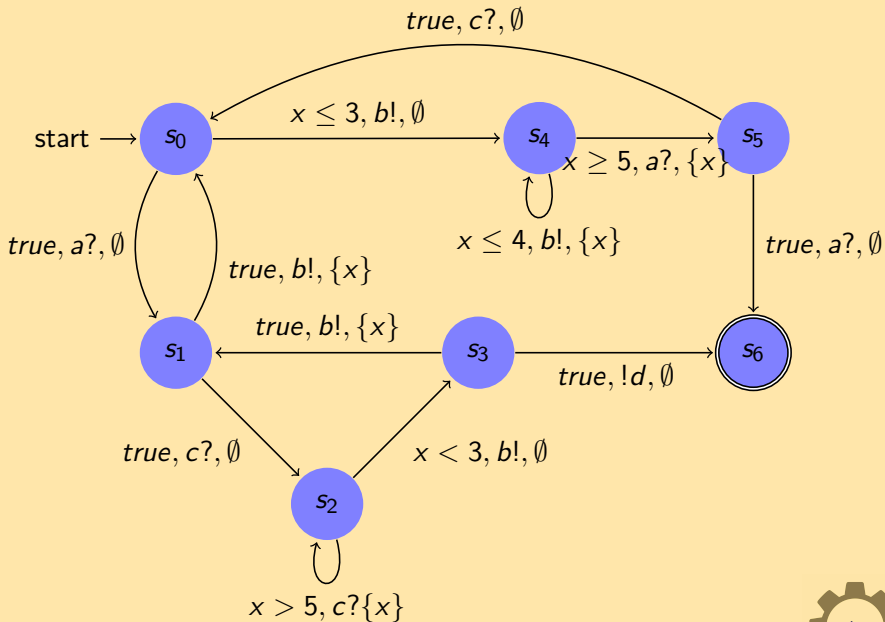 true, c?, ∅
start
s0
x ≤ 3, b!, ∅
s4
s5
x ≥ 5, a?, {x}
x ≤ 4, b!, {x}
true, a?, ∅
true, b!, {x}
true, a?, ∅
s1
true, b!, {x}
s3
true, !d, ∅
s6
true, c?, ∅
x < 3, b!, ∅
s2
x > 5, c?{x}